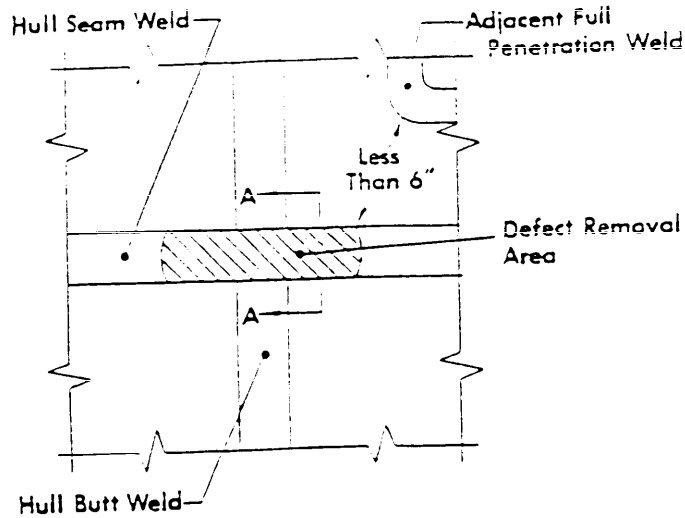 Hull Seam Weld
Adjacent Full
Penetration Weld
Less
Than 6"
A
Defect Removal
Area
A
Hull Butt Weld